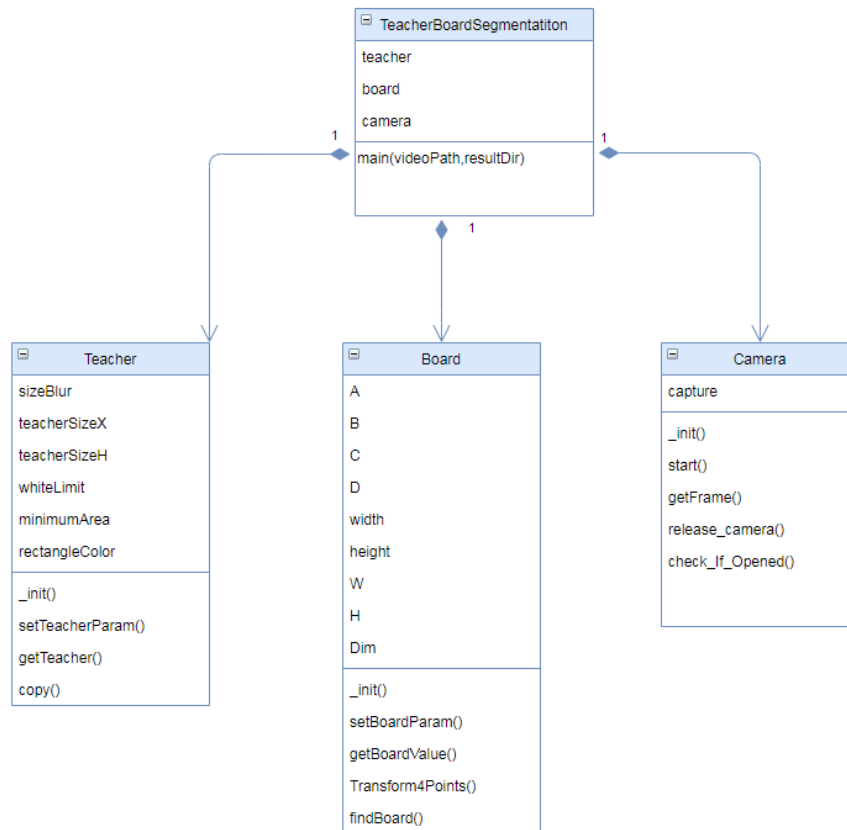 TeacherBoardSegmentatiton
teacher
board
camera
main(videoPath,resultDir)
1
1
1
Teacher
sizeBlur
teacherSizeX
teacherSizeH
whiteLimit
minimumArea
rectangleColor
_init()
setTeacherParam()
getTeacher()
copy()
Board
A
B
C
D
width
height
W
H
Dim
_init()
setBoardParam()
getBoardValue()
Transform4Points()
findBoard()
Camera
capture
_init()
start()
getFrame()
release_camera()
check_If_Opened()